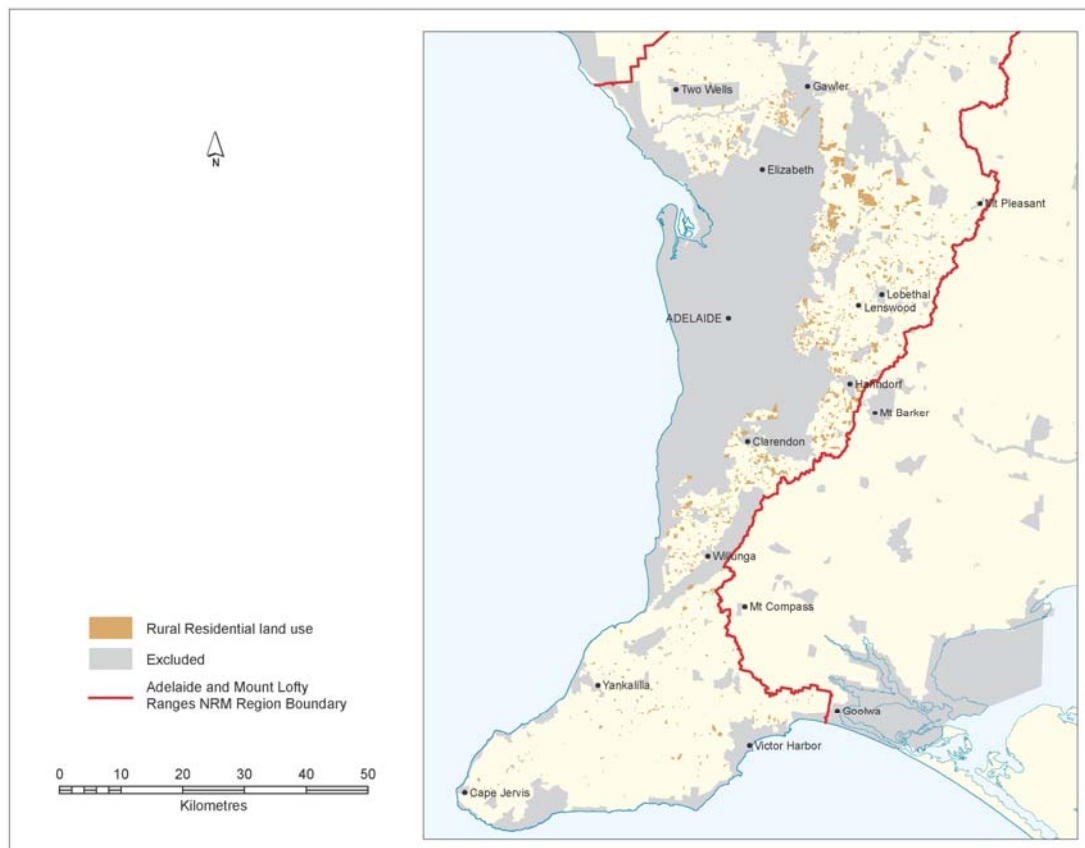 Two Wells
Gawler
Elizabeth
Mt Pleasant
Lobethal
Lenswood
ADELAIDE
Hahndorf
Mt Barker
Clarendon
Willunga
Mt Compass
Yankalilla
Goolwa
Victor Harbor
Cape Jervis
N
Rural Residential land use
Excluded
Adelaide and Mount Lofty
Ranges NRM Region Boundary
0 10 20 30 40 50
Kilometres